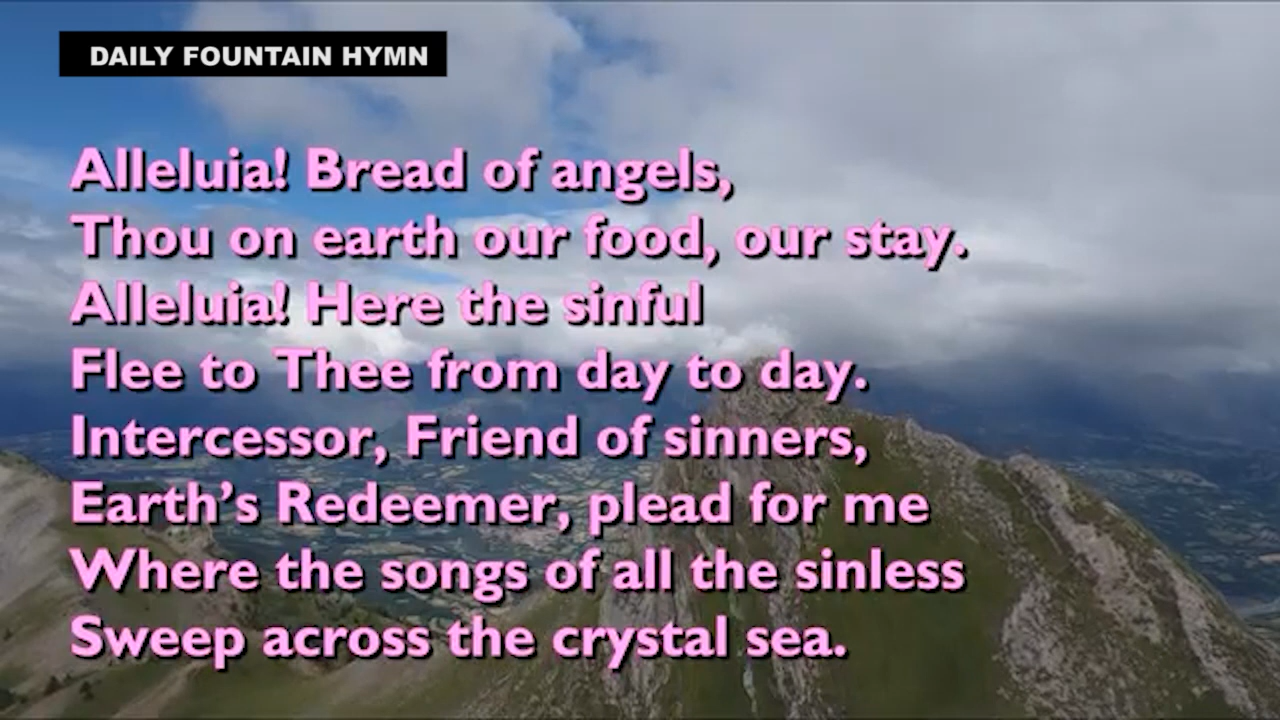 DAILY FOUNTAIN HYMN
Alleluia! Bread of angels,
Thou on earth our food, our stay.
Alleluia! Here the sinful
Flee to Thee from day to day.
Intercessor, Friend of sinners,
Earth’s Redeemer, plead for me
Where the songs of all the sinless
Sweep across the crystal sea.